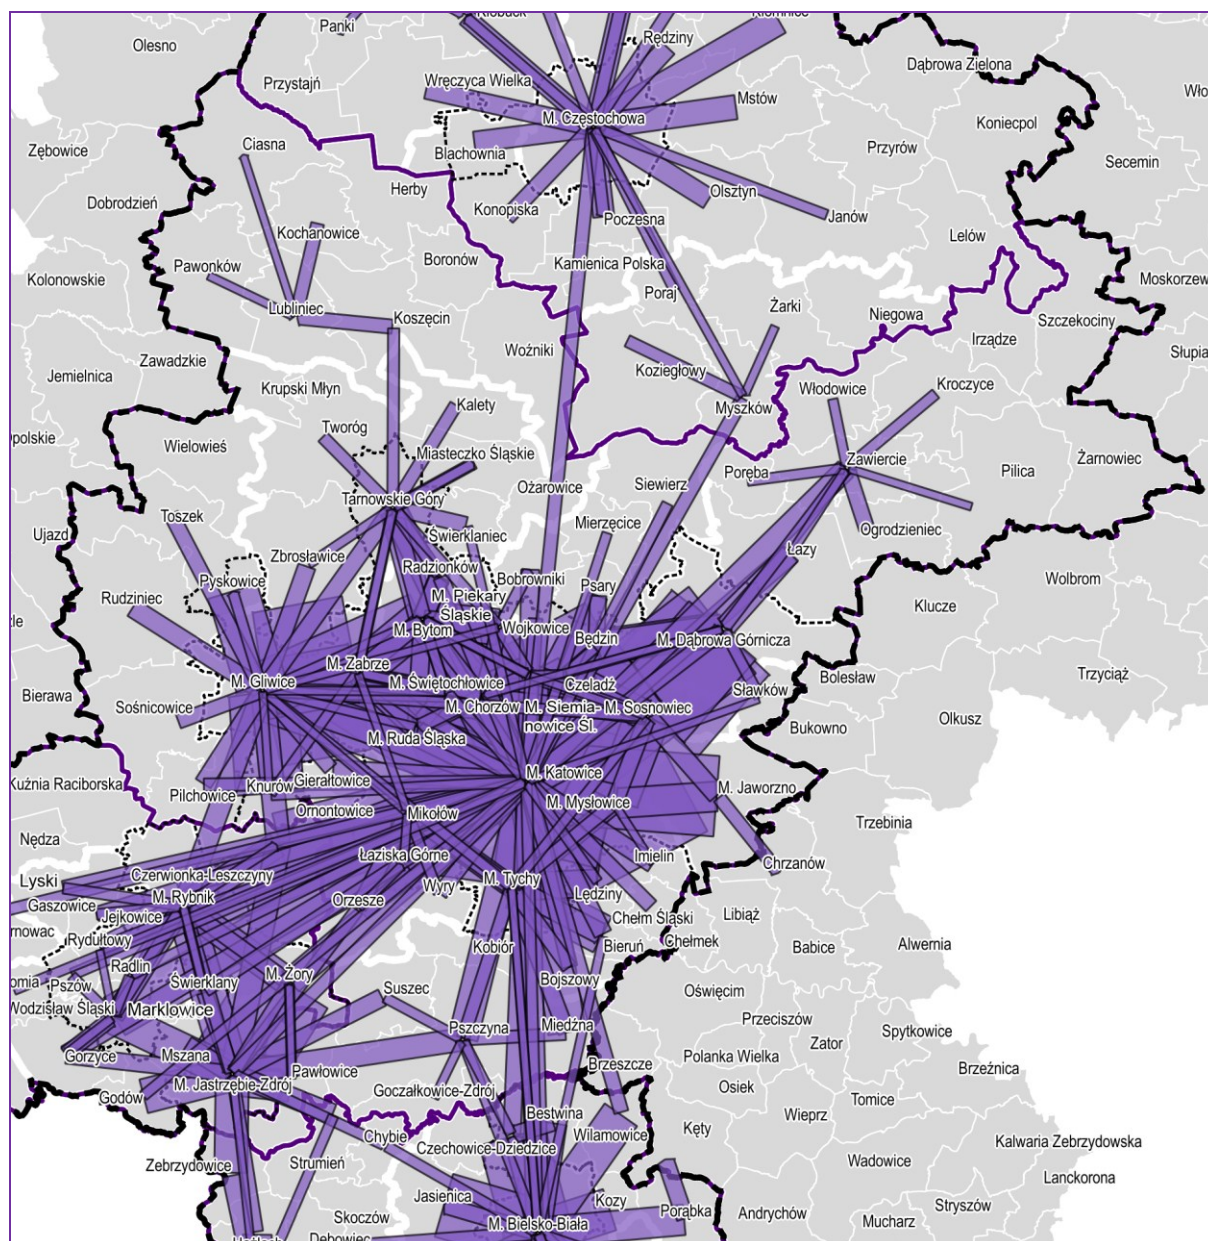 Kłobuck
Kłomnice
Panki
Olesno
Rędziny
Dąbrowa Zielona
Przystajń
Wręczyca Wielka
Mstów
M. Częstochowa
Koniecpol
Ciasna
Zębowice
Blachownia
Przyrów
Secemin
Herby
Olsztyn
Dobrodzień
Konopiska
Poczesna
Janów
Kochanowice
Lelów
Boronów
Kamienica Polska
Pawonków
Kolonowskie
Poraj
Żarki
Lubliniec
Koszęcin
Niegowa
Szczekociny
Woźniki
Irządze
Zawadzkie
Koziegłowy
Jemielnica
Krupski Młyn
Włodowice
Kroczyce
Kalety
Myszków
Tworóg
Wielowieś
Miasteczko Śląskie
Zawiercie
Poręba
Pilica
Żarnowiec
Ożarowice
Siewierz
Tarnowskie Góry
Toszek
Mierzęcice
Ujazd
Świerklaniec
Ogrodzieniec
Zbrosławice
Łazy
Radzionków
Pyskowice
Bobrowniki
Psary
Wolbrom
Rudziniec
M. Piekary
Śląskie
Klucze
M. Bytom
Wojkowice
Będzin
M. Dąbrowa Górnicza
M. Zabrze
Trzyciąż
Bolesław
M. Gliwice
M. Świętochłowice
Czeladź
Sławków
Bierawa
Sośnicowice
M. Chorzów
M. Siemia-
nowice Śl.
M. Sosnowiec
Olkusz
Bukowno
M. Ruda Śląska
Kuźnia Raciborska
Knurów
Gierałtowice
M. Katowice
Pilchowice
M. Jaworzno
M. Mysłowice
Ornontowice
Mikołów
Nędza
Trzebinia
Łaziska Górne
Imielin
Chrzanów
Lyski
Czerwionka-Leszczyny
M. Tychy
Wyry
M. Rybnik
Orzesze
Lędziny
Gaszowice
Jejkowice
Chełm Śląski
Libiąż
Rydułtowy
Kobiór
Bieruń
Chełmek
Babice
Alwernia
Radlin
Pszów
Świerklany
M. Żory
Bojszowy
Suszec
Oświęcim
Wodzisław Śląski
Marklowice
Pszczyna
Miedźna
Przeciszów
Spytkowice
Gorzyce
Mszana
Pawłowice
Brzeszcze
Polanka Wielka
Zator
Brzeźnica
M. Jastrzębie-Zdrój
Goczałkowice-Zdrój
Osiek
Tomice
Godów
Bestwina
Wieprz
Chybie
Wilamowice
Kęty
Czechowice-Dziedzice
Kalwaria Zebrzydowska
Zebrzydowice
Strumień
Wadowice
Lanckorona
Jasienica
Kozy
Stryszów
Skoczów
M. Bielsko-Biała
Porąbka
Andrychów
Mucharz
Dębowiec